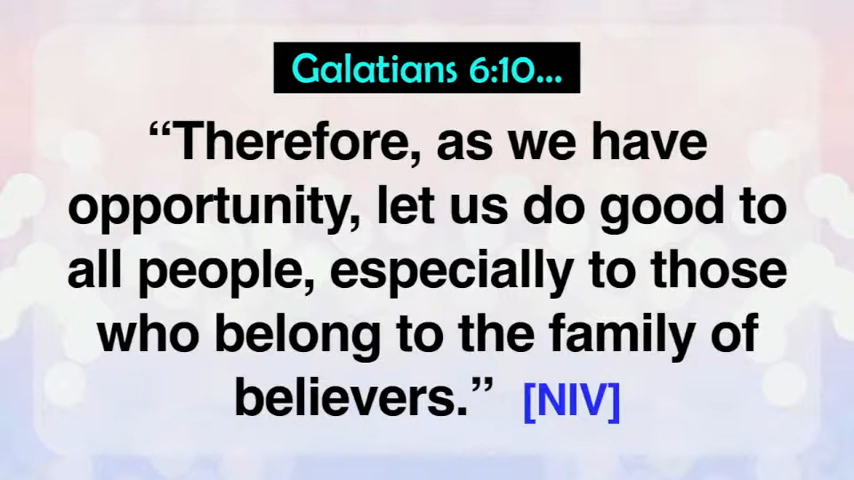 Galatians 6:10...
“Therefore, as we have
opportunity, let us do good to
all people, especially to those
who belong to the family of
believers.” [NIV]